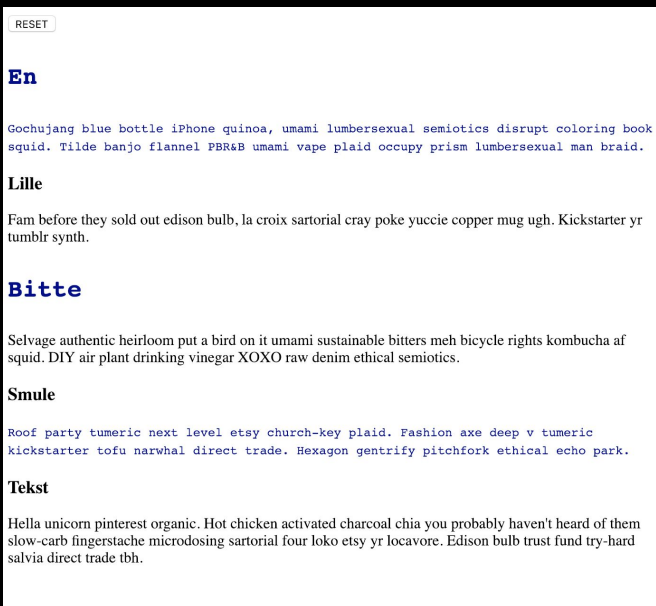 RESET
En
Gochujang blue bottle iPhone quinoa, umami lumbersexual semiotics disrupt coloring book
squid. Tilde banjo flannel PBR&B umami vape plaid occupy prism lumbersexual man braid.
Lille
Fam before they sold out edison bulb, la croix sartorial cray poke yuccie copper mug ugh. Kickstarter yr
tumblr synth.
Bitte
Selvage authentic heirloom put a bird on it umami sustainable bitters meh bicycle rights kombucha af
squid. DIY air plant drinking vinegar XOXO raw denim ethical semiotics.
Smule
Roof party tumeric next level etsy church-key plaid. Fashion axe deep v tumeric
kickstarter tofu narwhal direct trade. Hexagon gentrify pitchfork ethical echo park.
Tekst
Hella unicorn pinterest organic. Hot chicken activated charcoal chia you probably haven't heard of them
slow-carb fingerstache microdosing sartorial four loko etsy yr locavore. Edison bulb trust fund try-hard
salvia direct trade tbh.